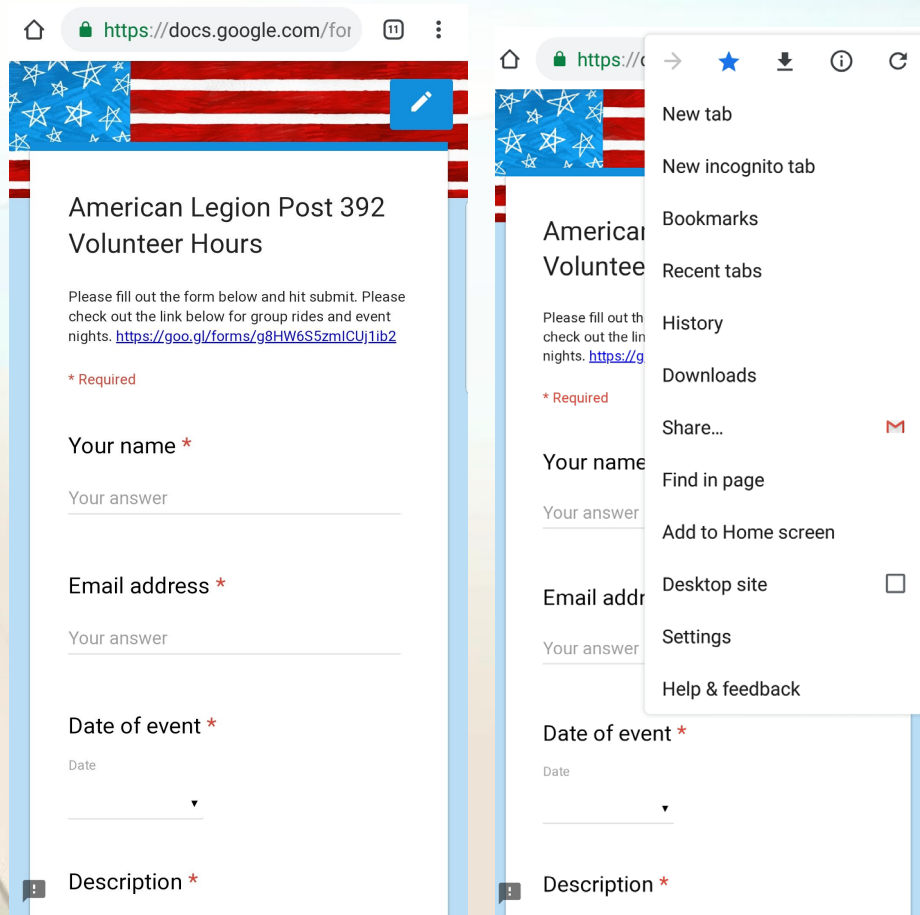 https://docs.google.com/for
11
American Legion Post 392
Volunteer Hours
Please fill out the form below and hit submit. Please
check out the link below for group rides and event
nights. https://goo.gl/forms/g8HW6S5zmICUj1ib2
* Required
Your name *
Your answer
Email address *
Your answer
Date of event *
Date
Description *
https://
New tab
New incognito tab
Bookmarks
Recent tabs
History
Downloads
Share...
Find in page
Add to Home screen
Desktop site
Settings
Help & feedback
America
Voluntee
Please fill out th
check out the lin
nights. https://g
* Required
Your name
Your answer
Email addr
Your answer
Date of event *
Date
Description *